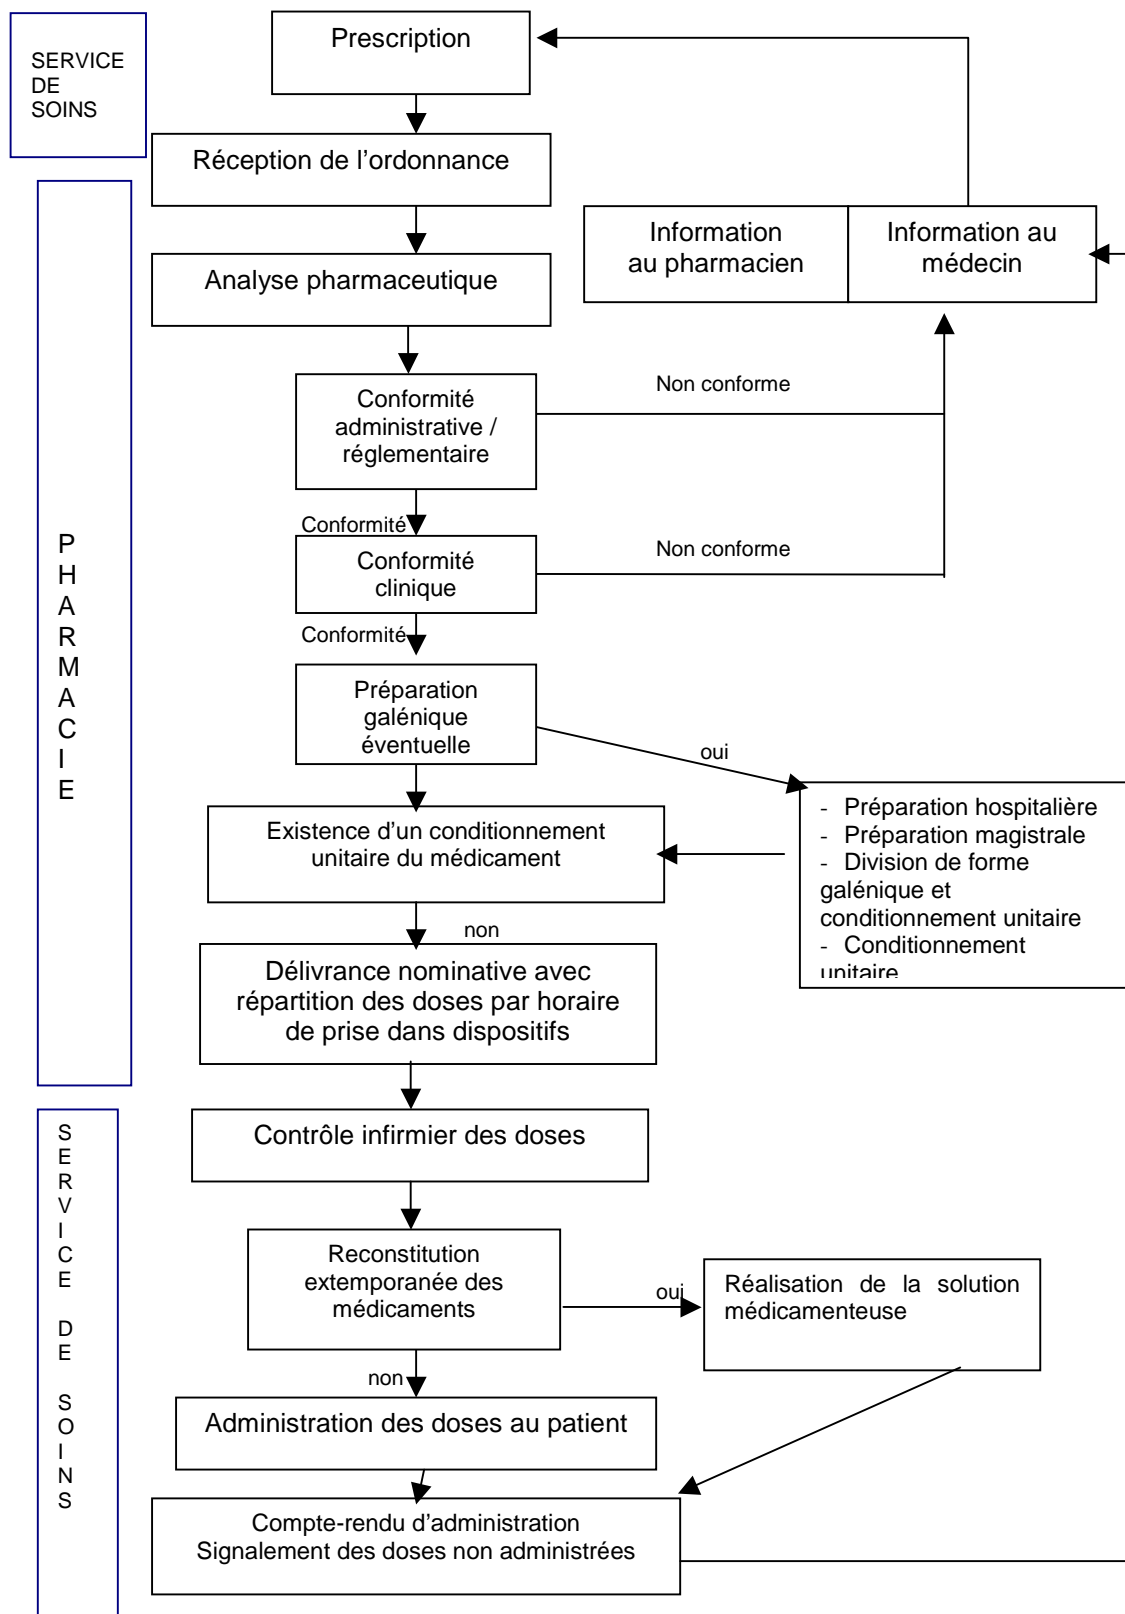 SERVICE
DE
SOINS
Prescription
Réception de l’ordonnance
Information
au pharmacien
Information au
médecin
Analyse pharmaceutique
Conformité
administrative /
réglementaire
Non conforme
Conformité
Conformité
clinique
Non conforme
Conformité
P
H
A
R
M
A
C
I
E
Préparation
galénique
éventuelle
oui
- Préparation hospitalière
- Préparation magistrale
- Division de forme
galénique et
conditionnement unitaire
- Conditionnement
unitaire
Existence d’un conditionnement
unitaire du médicament
non
Délivrance nominative avec
répartition des doses par horaire
de prise dans dispositifs
S
E
R
V
I
C
E
D
E
S
O
I
N
S
Contrôle infirmier des doses
Reconstitution
extemporanée des
médicaments
oui
Réalisation de la solution
médicamenteuse
non
Administration des doses au patient
Compte-rendu d’administration
Signalement des doses non administrées